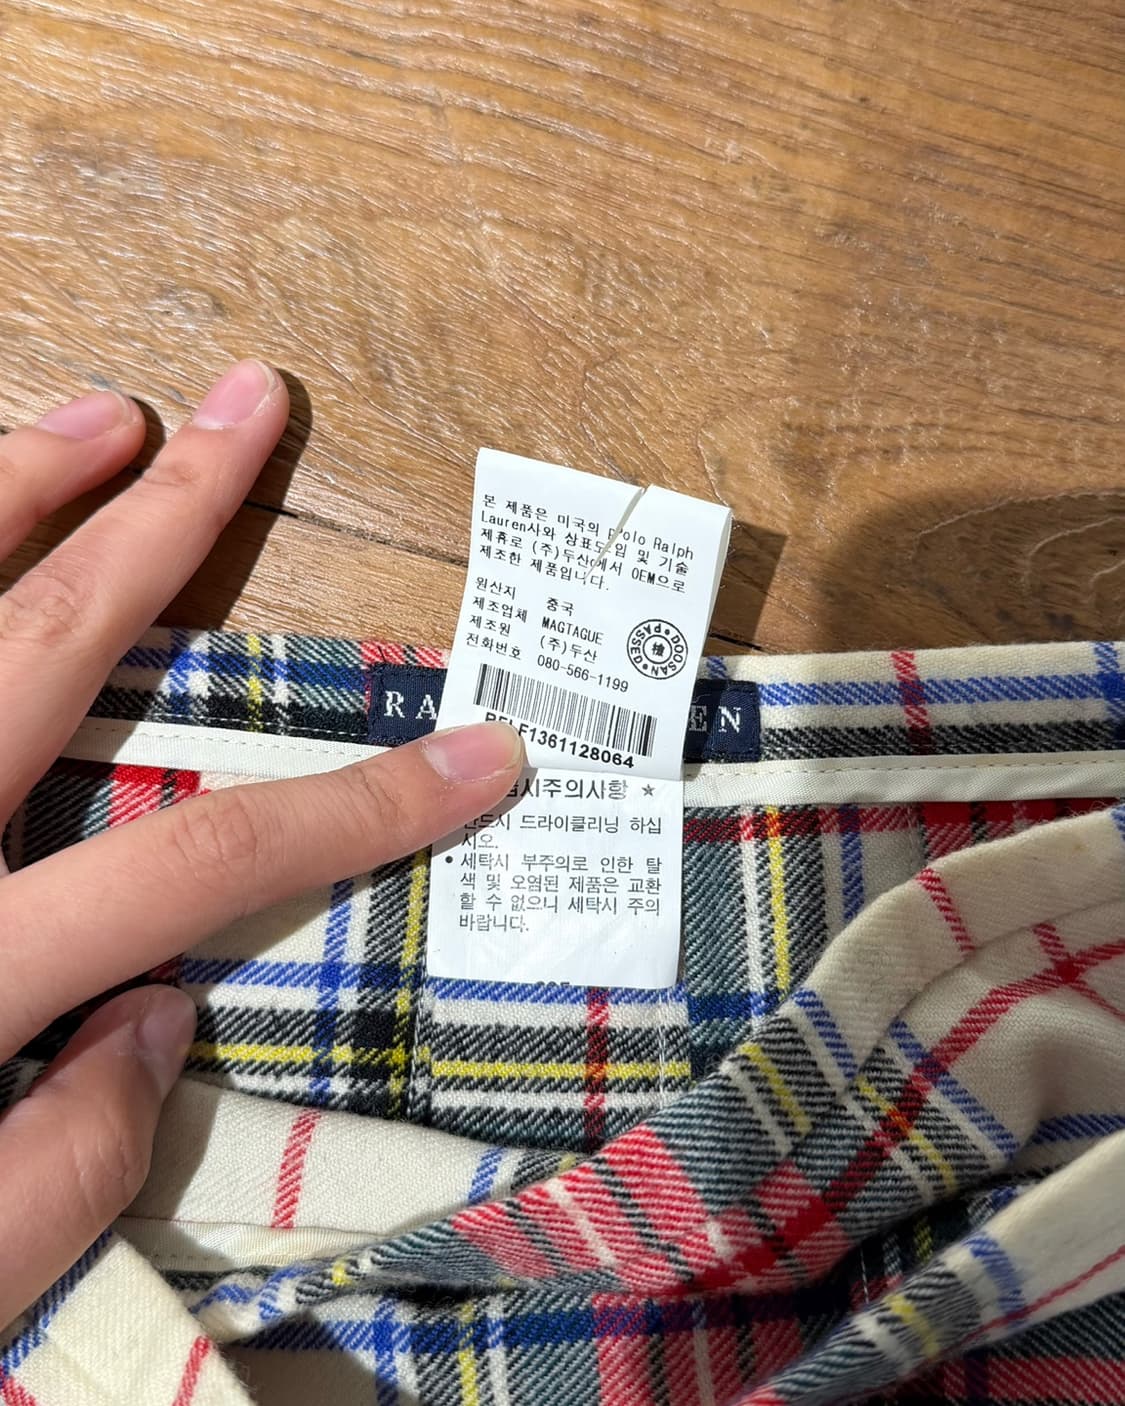 본 제품은 미국의 Polo Ralph
Lauren사와 상표도입 및 기술
제휴로 (주)두산에서 OEM으로
제조한 제품입니다.
원산지 중국
제조업체 MAGTAGUE
제조원 (주)두산
전화번호 080-566-1199
DOOSAN PASSED
檢
RA
EN
F1361128064
시주의사항 ★
반드시 드라이클리닝 하십
시오.
• 세탁시 부주의로 인한 탈
색 및 오염된 제품은 교환
할 수 없으니 세탁시 주의
바랍니다.